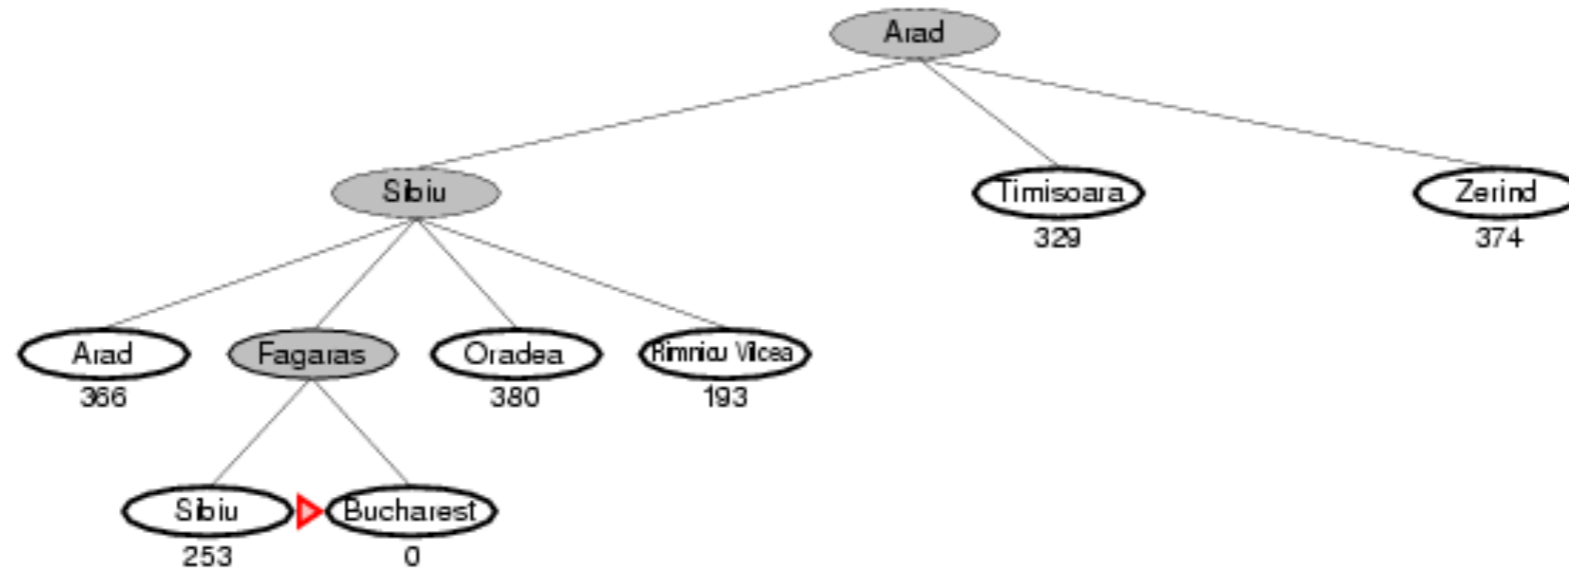 Arad
Sibiu
Timisoara
Zerind
329
374
Arad
Fagaras
Oradea
Rimnicu Vilcea
366
380
193
Sibiu
Bucharest
253
0